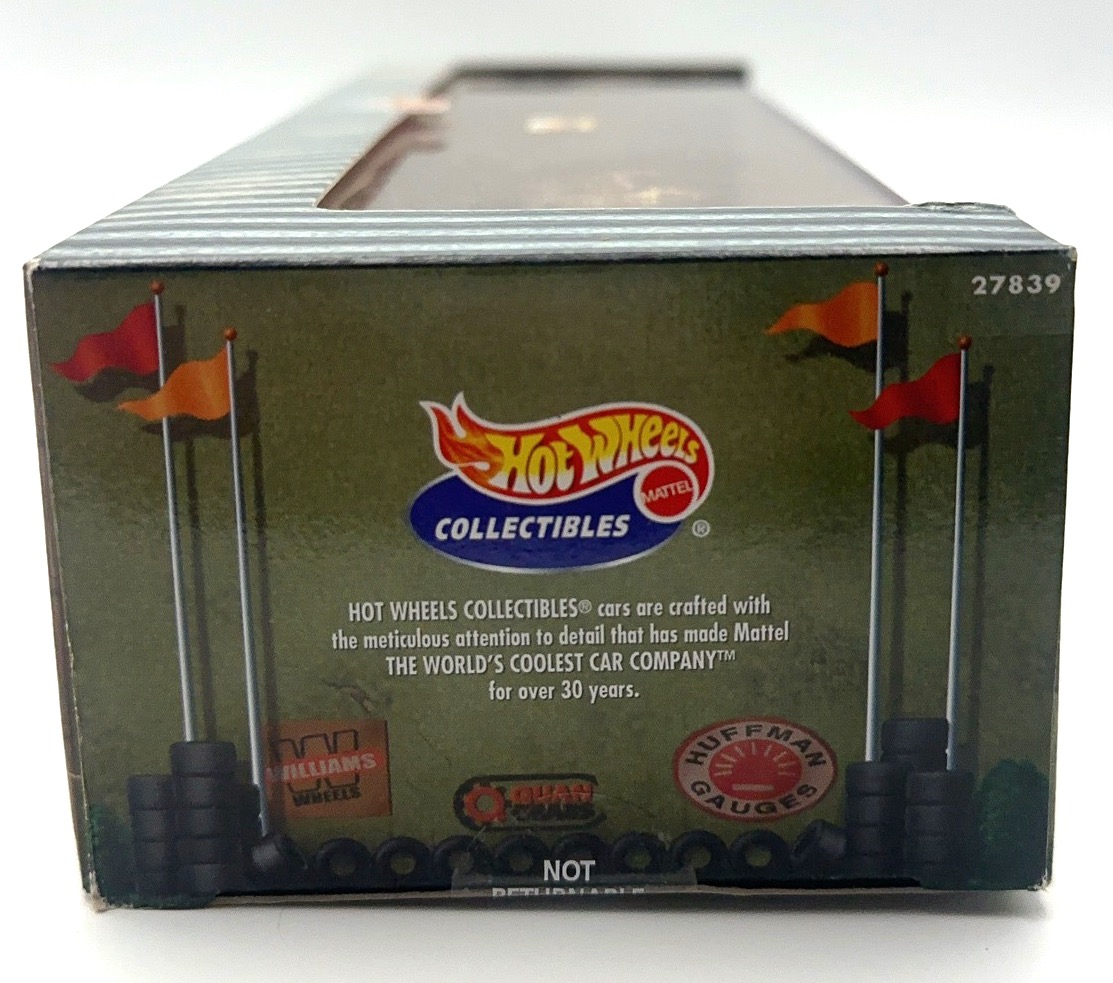 27839
Hot Wheels
MATTEL
COLLECTIBLES
®
HOT WHEELS COLLECTIBLES® cars are crafted with
the meticulous attention to detail that has made Mattel
THE WORLD'S COOLEST CAR COMPANY™
for over 30 years.
WILLIAMS
WHEELS
HUFFMAN
GAUGES
NOT
RETURNABLE